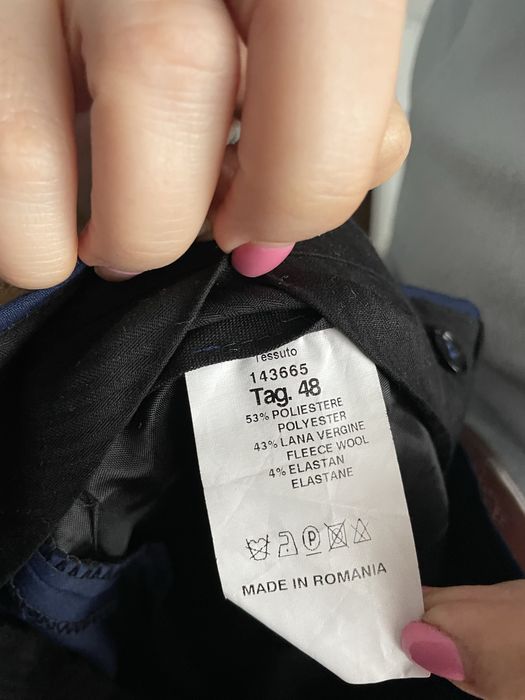 Tessuto
143665
Tag. 48
53% POLIESTERE
POLYESTER
43% LANA VERGINE
FLEECE WOOL
4% ELASTAN
ELASTANE
P
MADE IN ROMANIA